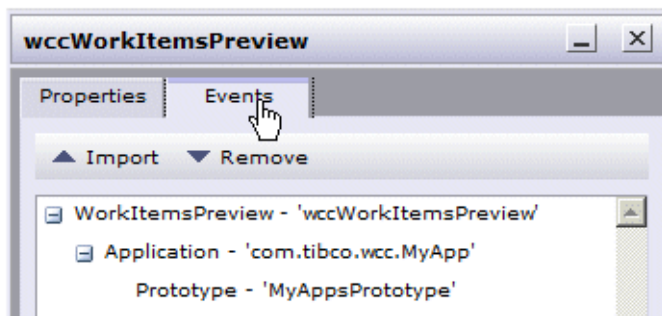 wccWorkItemsPreview
Properties Events
Import Remove
WorkItemsPreview - 'wccWorkItemsPreview'
Application - 'com.tibco.wcc.MyApp'
Prototype - 'MyAppsPrototype'